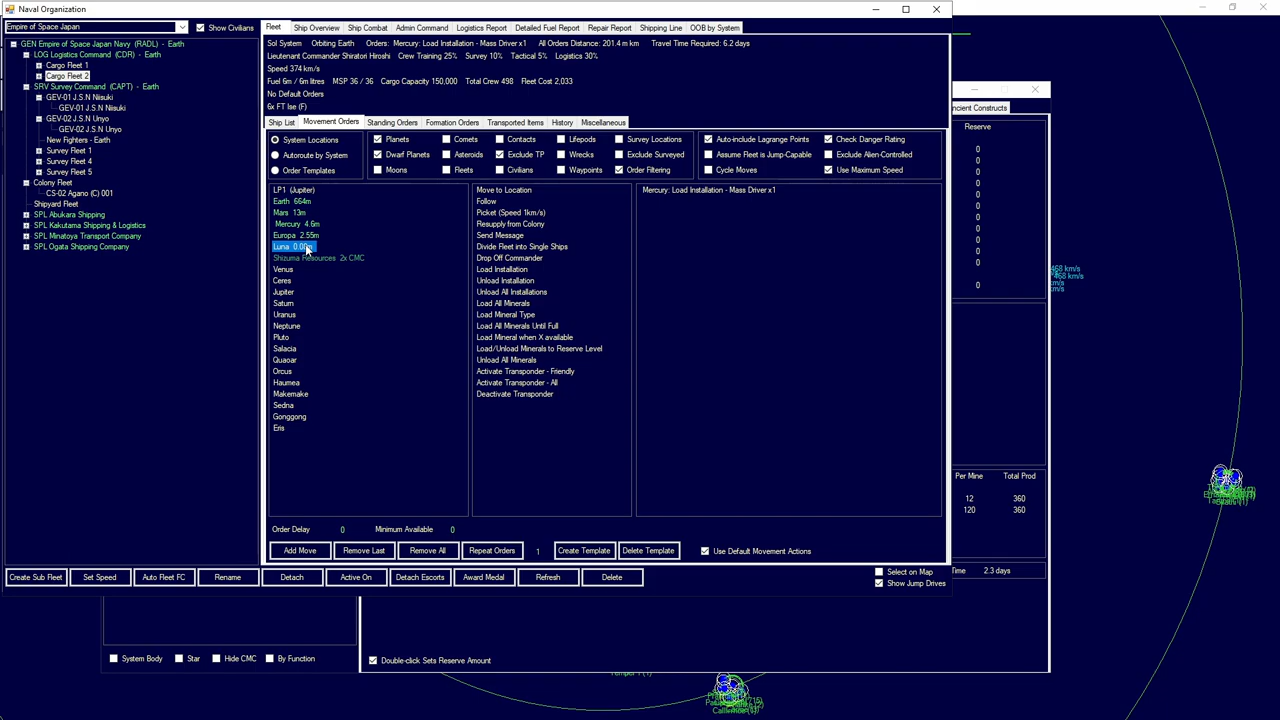 Naval Organization
Empire of Space Japan
Show Civilians
Fleet Ship Overview Ship Combat Admin Command Logistics Report Detailed Fuel Report Repair Report Shipping Line OOB by System
GEN Empire of Space Japan Navy (RADL) - Earth
LOG Logistics Command (CDR) - Earth
Cargo Fleet 1
Cargo Fleet 2
SRV Survey Command (CAPT) - Earth
GEV-01 J.S.N Niisuki
GEV-01 J.S.N Niisuki
GEV-02 J.S.N Unyo
GEV-02 J.S.N Unyo
New Fighters - Earth
Survey Fleet 1
Survey Fleet 4
Survey Fleet 5
Colony Fleet
CS-02 Agano (C) 001
Shipyard Fleet
SPL Abukara Shipping
SPL Kakutama Shipping & Logistics
SPL Minatoya Transport Company
SPL Ogata Shipping Company
Sol System Orbiting Earth Orders: Mercury: Load Installation - Mass Driver x1 All Orders Distance: 201.4 m km Travel Time Required: 6.2 days
Lieutenant Commander Shiratori Hiroshi Crew Training 25% Survey 10% Tactical 5% Logistics 30%
Speed 374 km/s
Fuel 6m / 6m litres MSP 36 / 36 Cargo Capacity 150,000 Total Crew 498 Fleet Cost 2,033
No Default Orders
6x FT Ise (F)
Ship List Movement Orders Standing Orders Formation Orders Transported Items History Miscellaneous
System Locations Planets Comets Contacts Lifepods Survey Locations Auto-include Lagrange Points Check Danger Rating
Autoroute by System Dwarf Planets Asteroids Exclude TP Wrecks Exclude Surveyed Assume Fleet is Jump-Capable Exclude Alien-Controlled
Order Templates Moons Fleets Civilians Waypoints Order Filtering Cycle Moves Use Maximum Speed
LP1 (Jupiter)
Earth 664m
Mars 13m
Mercury 4.6m
Europa 2.55m
Luna
Shizuma Resources 2x CMC
Venus
Ceres
Jupiter
Saturn
Uranus
Neptune
Pluto
Salacia
Quaoar
Orcus
Haumea
Makemake
Sedna
Gonggong
Eris
Move to Location
Follow
Picket (Speed 1km/s)
Resupply from Colony
Send Message
Divide Fleet into Single Ships
Drop Off Commander
Load Installation
Unload Installation
Unload All Installations
Load All Minerals
Load Mineral Type
Load All Minerals Until Full
Load Mineral when X available
Load/Unload Minerals to Reserve Level
Unload All Minerals
Activate Transponder - Friendly
Activate Transponder - All
Deactivate Transponder
Mercury: Load Installation - Mass Driver x1
Order Delay 0 Minimum Available 0
Add Move Remove Last Remove All Repeat Orders 1 Create Template Delete Template Use Default Movement Actions
Create Sub Fleet Set Speed Auto Fleet FC Rename Detach Active On Detach Escorts Award Medal Refresh Delete
Select on Map
Show Jump Drives
System Body Star Hide CMC By Function
Double-click Sets Reserve Amount
ncient Constructs
Reserve
0
0
0
0
0
0
0
0
0
0
0
0
Per Mine Total Prod
12 360
120 360
Time 2.3 days
468 km/s